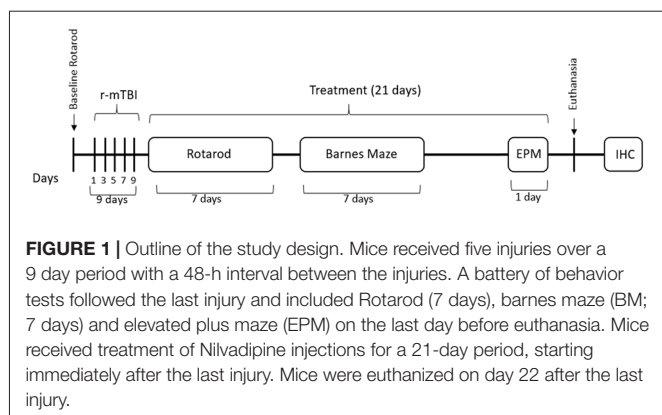 Baseline Rotarod
r-mTBI
Treatment (21 days)
Euthanasia
Rotarod
Barnes Maze
EPM
IHC
Days
1 3 5 7 9
9 days
7 days
7 days
1 day
FIGURE 1 | Outline of the study design. Mice received five injuries over a
9 day period with a 48-h interval between the injuries. A battery of behavior
tests followed the last injury and included Rotarod (7 days), barnes maze (BM;
7 days) and elevated plus maze (EPM) on the last day before euthanasia. Mice
received treatment of Nilvadipine injections for a 21-day period, starting
immediately after the last injury. Mice were euthanized on day 22 after the last
injury.